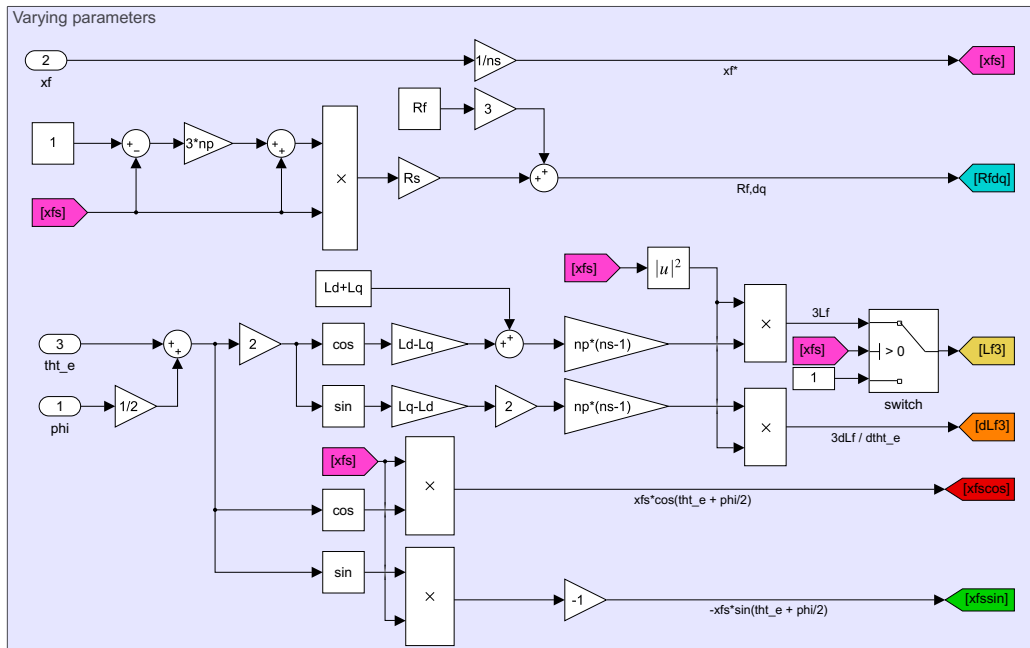 Varying parameters
2
xf
1/ns
xf*
[xfs]
Rf
3
1
+
−
3*np
+
+
×
Rs
+
+
Rf,dq
[Rfdq]
[xfs]
[xfs]
|u|²
Ld+Lq
3
tht_e
+
+
2
cos
Ld-Lq
+
+
np*(ns-1)
×
3Lf
[xfs]
> 0
1
switch
[Lf3]
1
phi
1/2
sin
Lq-Ld
2
np*(ns-1)
×
3dLf / dtht_e
[dLf3]
[xfs]
cos
×
xfs*cos(tht_e + phi/2)
[xfscos]
sin
×
-1
-xfs*sin(tht_e + phi/2)
[xfssin]